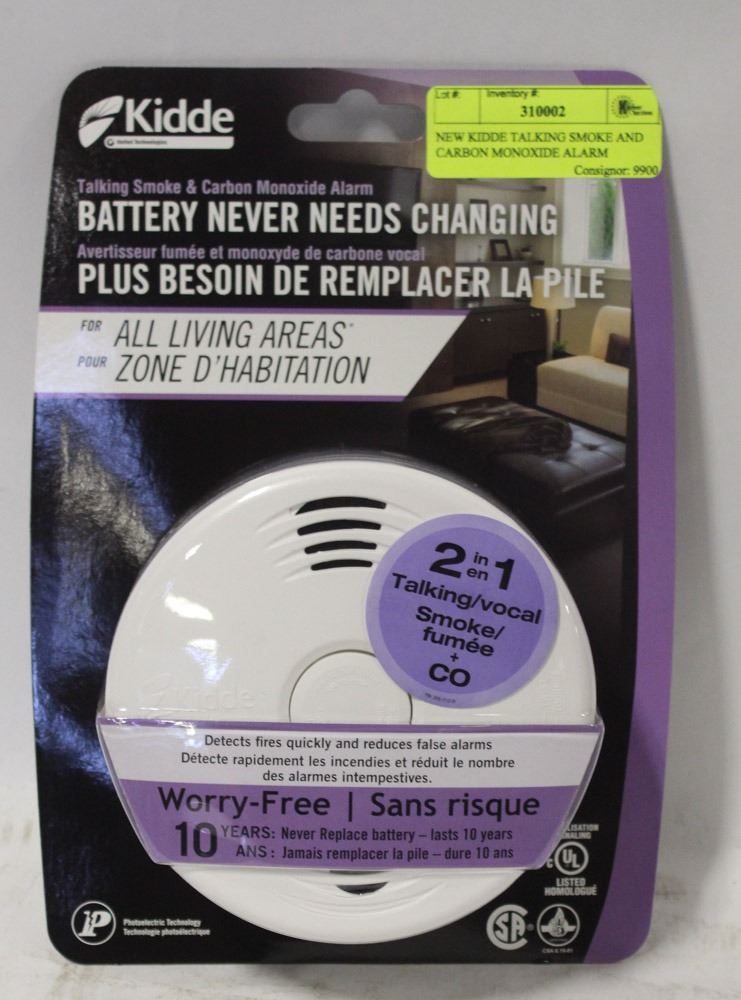 Kidde
United Technologies
Lot #:
Inventory #:
310002
NEW KIDDE TALKING SMOKE AND
CARBON MONOXIDE ALARM
Consignor: 9900
Talking Smoke & Carbon Monoxide Alarm
BATTERY NEVER NEEDS CHANGING
Avertisseur fumée et monoxyde de carbone vocal
PLUS BESOIN DE REMPLACER LA PILE
FOR ALL LIVING AREAS*
POUR ZONE D'HABITATION
2 in en 1
Talking/vocal
Smoke/
fumée
+
CO
Kidde
Detects fires quickly and reduces false alarms
Détecte rapidement les incendies et réduit le nombre
des alarmes intempestives.
Worry-Free | Sans risque
10 YEARS: Never Replace battery – lasts 10 years
ANS : Jamais remplacer la pile – dure 10 ans
c UL
LISTED
HOMOLOGUÉ
P
Photoelectric Technology
Technologie photoélectrique
CSA